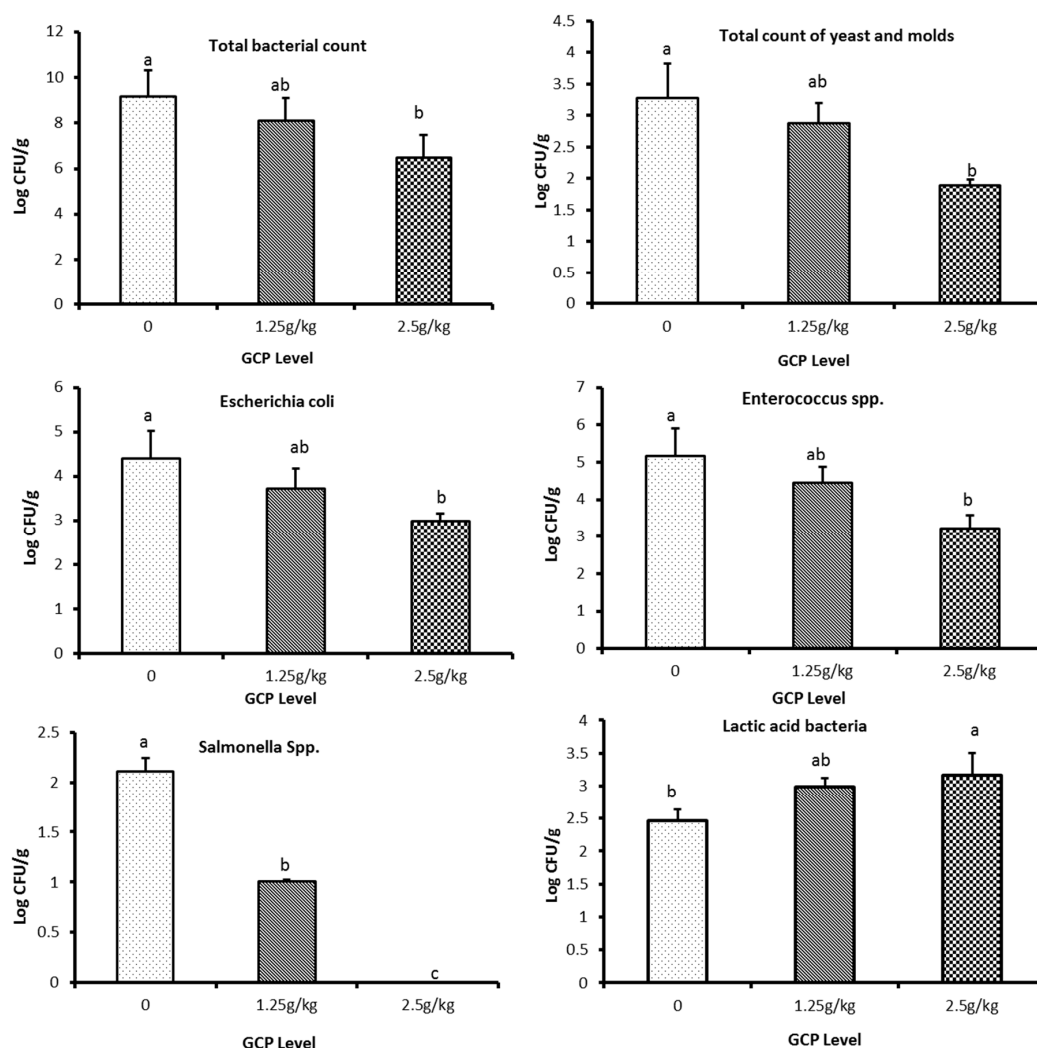 Total bacterial count
Log CFU/g
12
10
8
6
4
2
0
a
ab
b
0
1.25g/kg
2.5g/kg
GCP Level
Total count of yeast and molds
Log CFU/g
4.5
4
3.5
3
2.5
2
1.5
1
0.5
0
a
ab
b
0
1.25g/kg
2.5g/kg
GCP Level
Escherichia coli
Log CFU/g
6
5
4
3
2
1
0
a
ab
b
0
1.25g/kg
2.5g/kg
GCP Level
Enterococcus spp.
Log CFU/g
7
6
5
4
3
2
1
0
a
ab
b
0
1.25g/kg
2.5g/kg
GCP Level
Salmonella Spp.
Log CFU/g
2.5
2
1.5
1
0.5
0
a
b
c
0
1.25g/kg
2.5g/kg
GCP Level
Lactic acid bacteria
Log CFU/g
4
3.5
3
2.5
2
1.5
1
0.5
0
b
ab
a
0
1.25g/kg
2.5g/kg
GCP Level